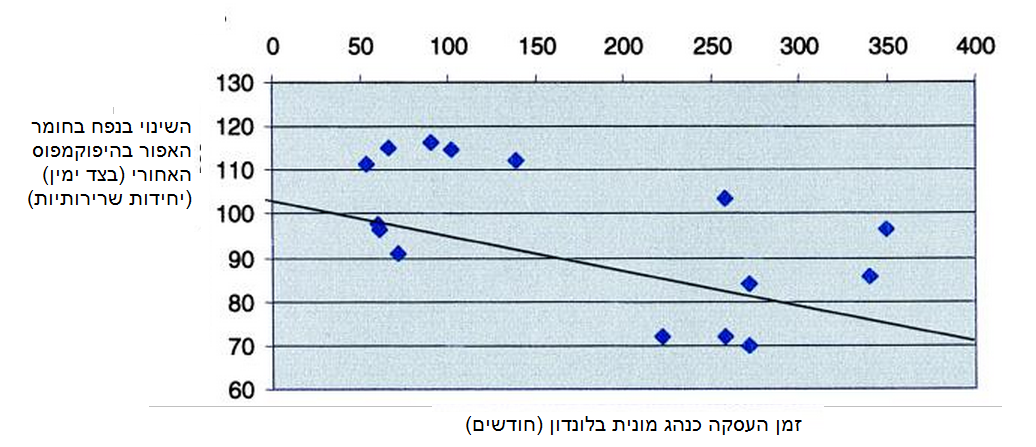 0 50 100 150 200 250 300 350 400
130
120
110
100
90
80
70
60
השינוי בנפח בחומר
האפור בהיפוקמפוס
האחורי (בצד ימין)
(יחידות שרירותיות)
זמן העסקה כנהג מונית בלונדון (חודשים)